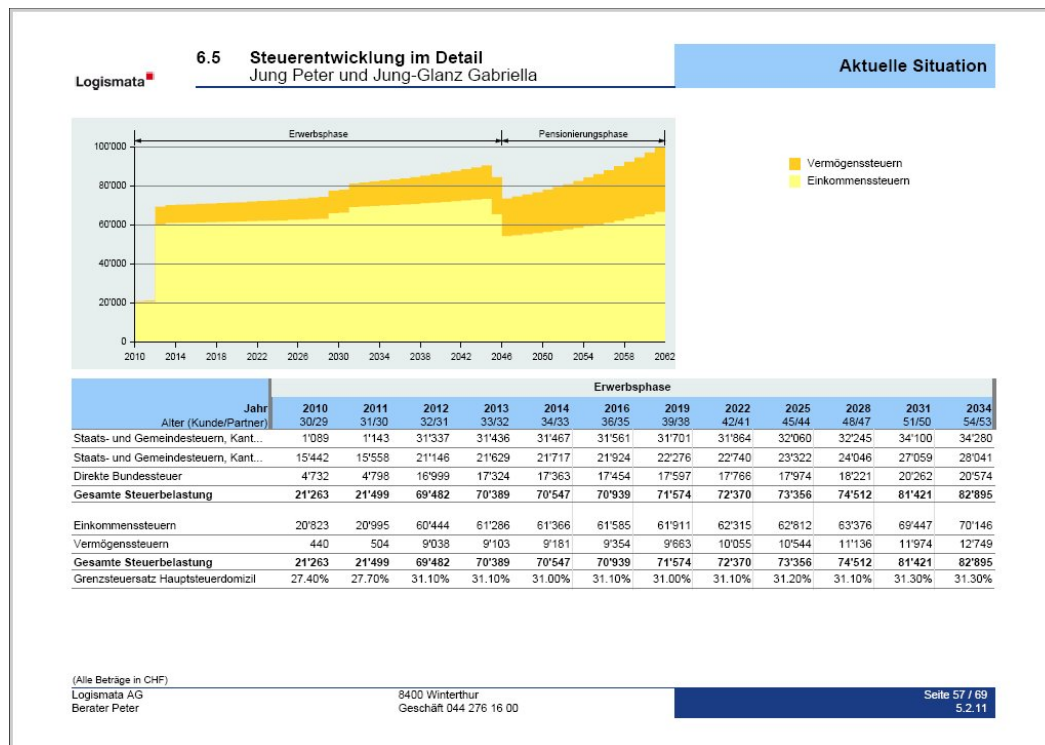 6.5 Steuerentwicklung im Detail
Jung Peter und Jung-Glanz Gabriella
Logismata
Aktuelle Situation
Erwerbsphase Pensionierungsphase
100'000
80'000
60'000
40'000
20'000
0
2010 2014 2018 2022 2026 2030 2034 2038 2042 2046 2050 2054 2058 2062
Vermögenssteuern
Einkommenssteuern
Erwerbsphase
Jahr 2010 2011 2012 2013 2014 2016 2019 2022 2025 2028 2031 2034
Alter (Kunde/Partner) 30/29 31/30 32/31 33/32 34/33 36/35 39/38 42/41 45/44 48/47 51/50 54/53
Staats- und Gemeindesteuern, Kant... 1'089 1'143 31'337 31'436 31'467 31'561 31'701 31'864 32'060 32'245 34'100 34'280
Staats- und Gemeindesteuern, Kant... 15'442 15'558 21'146 21'629 21'717 21'924 22'276 22'740 23'322 24'046 27'059 28'041
Direkte Bundessteuer 4'732 4'798 16'999 17'324 17'363 17'454 17'597 17'766 17'974 18'221 20'262 20'574
Gesamte Steuerbelastung 21'263 21'499 69'482 70'389 70'547 70'939 71'574 72'370 73'356 74'512 81'421 82'895
Einkommenssteuern 20'823 20'995 60'444 61'286 61'366 61'585 61'911 62'315 62'812 63'376 69'447 70'146
Vermögenssteuern 440 504 9'038 9'103 9'181 9'354 9'663 10'055 10'544 11'136 11'974 12'749
Gesamte Steuerbelastung 21'263 21'499 69'482 70'389 70'547 70'939 71'574 72'370 73'356 74'512 81'421 82'895
Grenzsteuersatz Hauptsteuerdomizil 27.40% 27.70% 31.10% 31.10% 31.00% 31.10% 31.00% 31.10% 31.20% 31.10% 31.30% 31.30%
(Alle Beträge in CHF)
Logismata AG 8400 Winterthur Seite 57 / 69
Berater Peter Geschäft 044 276 16 00 5.2.11